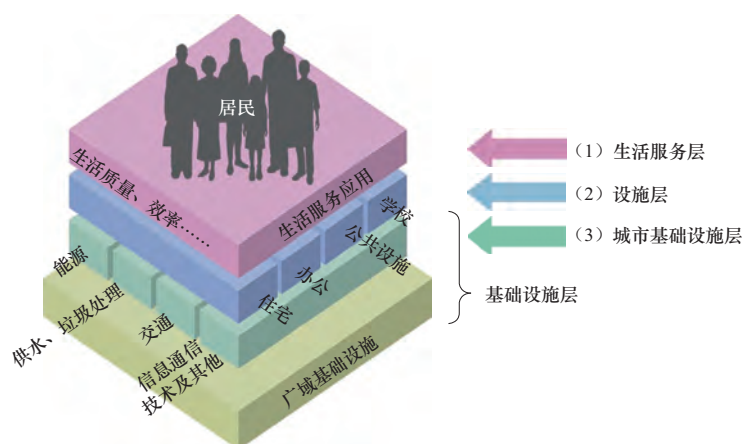 居民
生活质量、效率……
生活服务应用
学校
公共设施
办公
住宅
能源
供水、垃圾处理
交通
信息通信
技术及其他
广域基础设施
(1)生活服务层
(2)设施层
(3)城市基础设施层
基础设施层